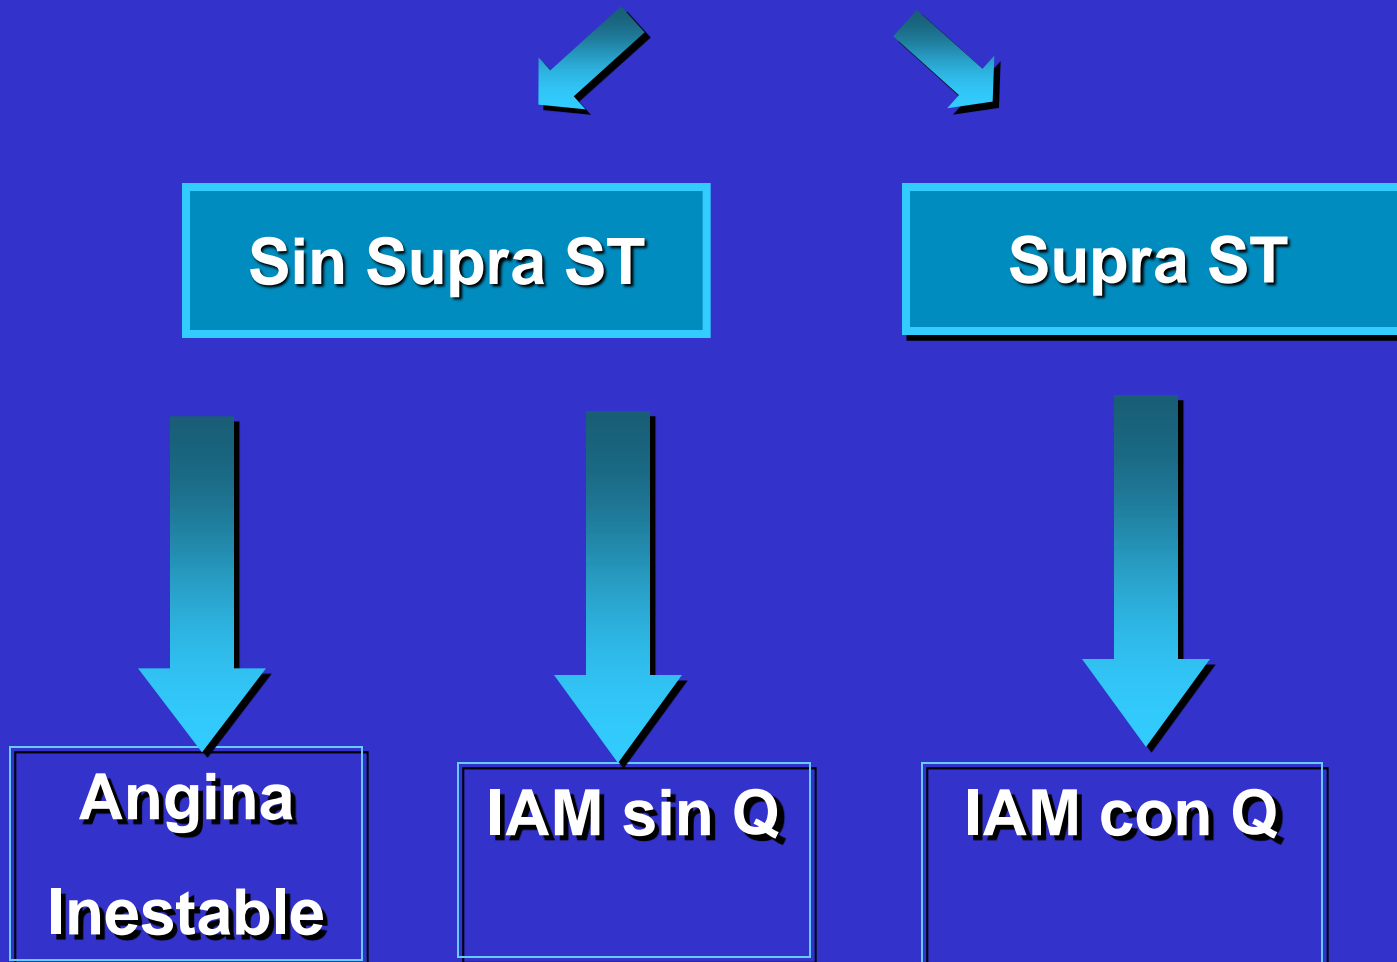 Sin Supra ST
Supra ST
Angina
Inestable
IAM sin Q
IAM con Q